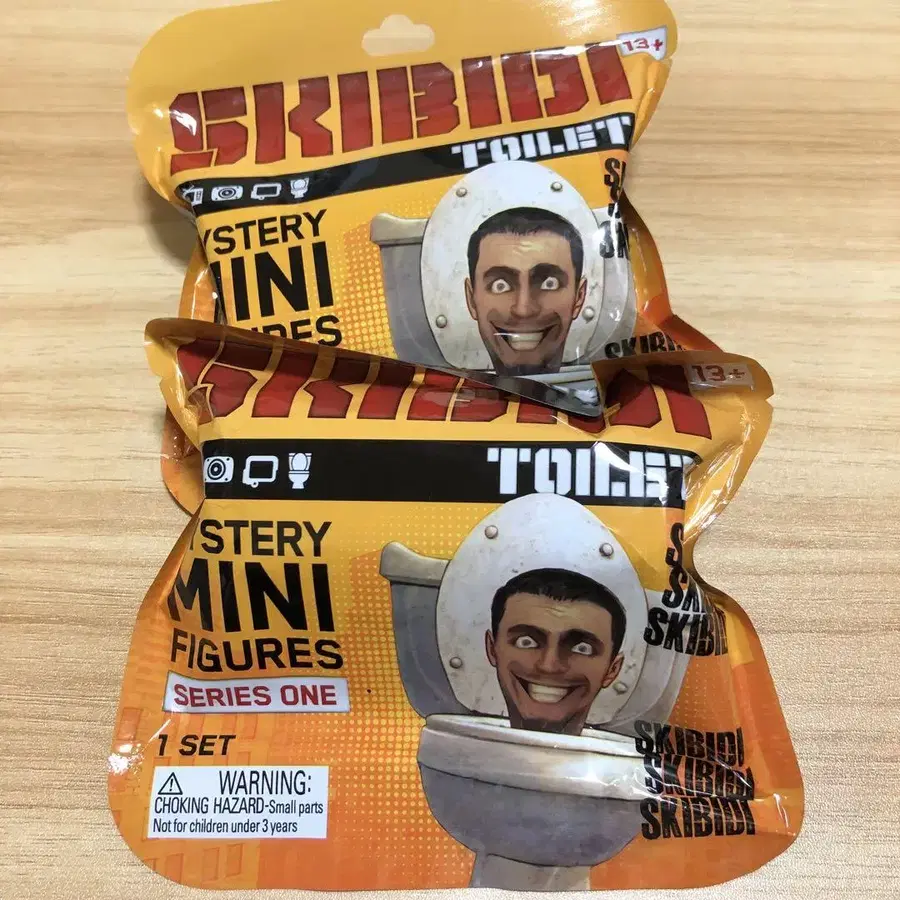 13+
SKIBIDI
TOILET
YSTERY
INI
SKIBIDI
13+
TOILET
YSTERY
MINI
FIGURES
SERIES ONE
1 SET
SKIBIDI
SKIBIDI
SKIBIDI
SKIBIDI
WARNING:
CHOKING HAZARD-Small parts
Not for children under 3 years